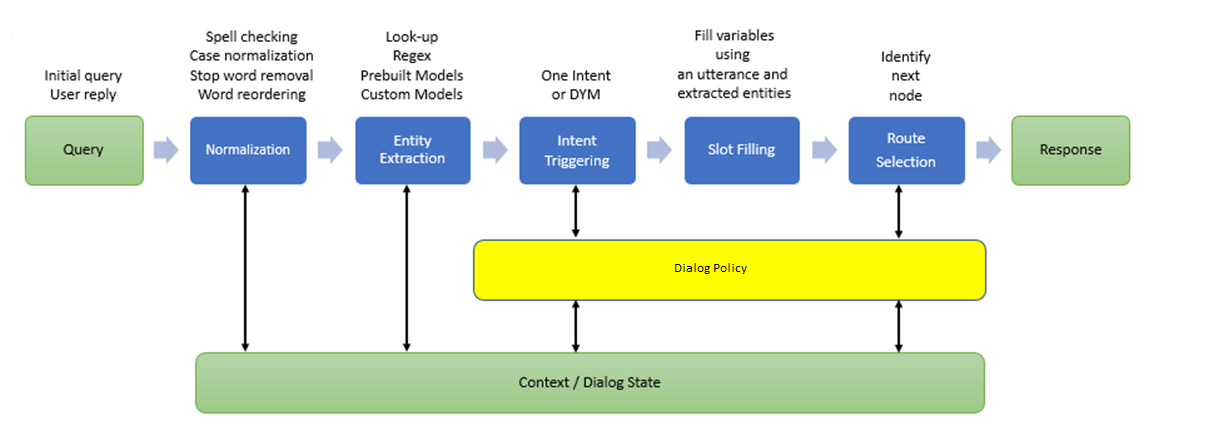 Initial query
User reply
Spell checking
Case normalization
Stop word removal
Word reordering
Look-up
Regex
Prebuilt Models
Custom Models
One Intent
or DYM
Fill variables
using
an utterance and
extracted entities
Identify
next
node
Query
Normalization
Entity
Extraction
Intent
Triggering
Slot Filling
Route
Selection
Response
Dialog Policy
Context / Dialog State